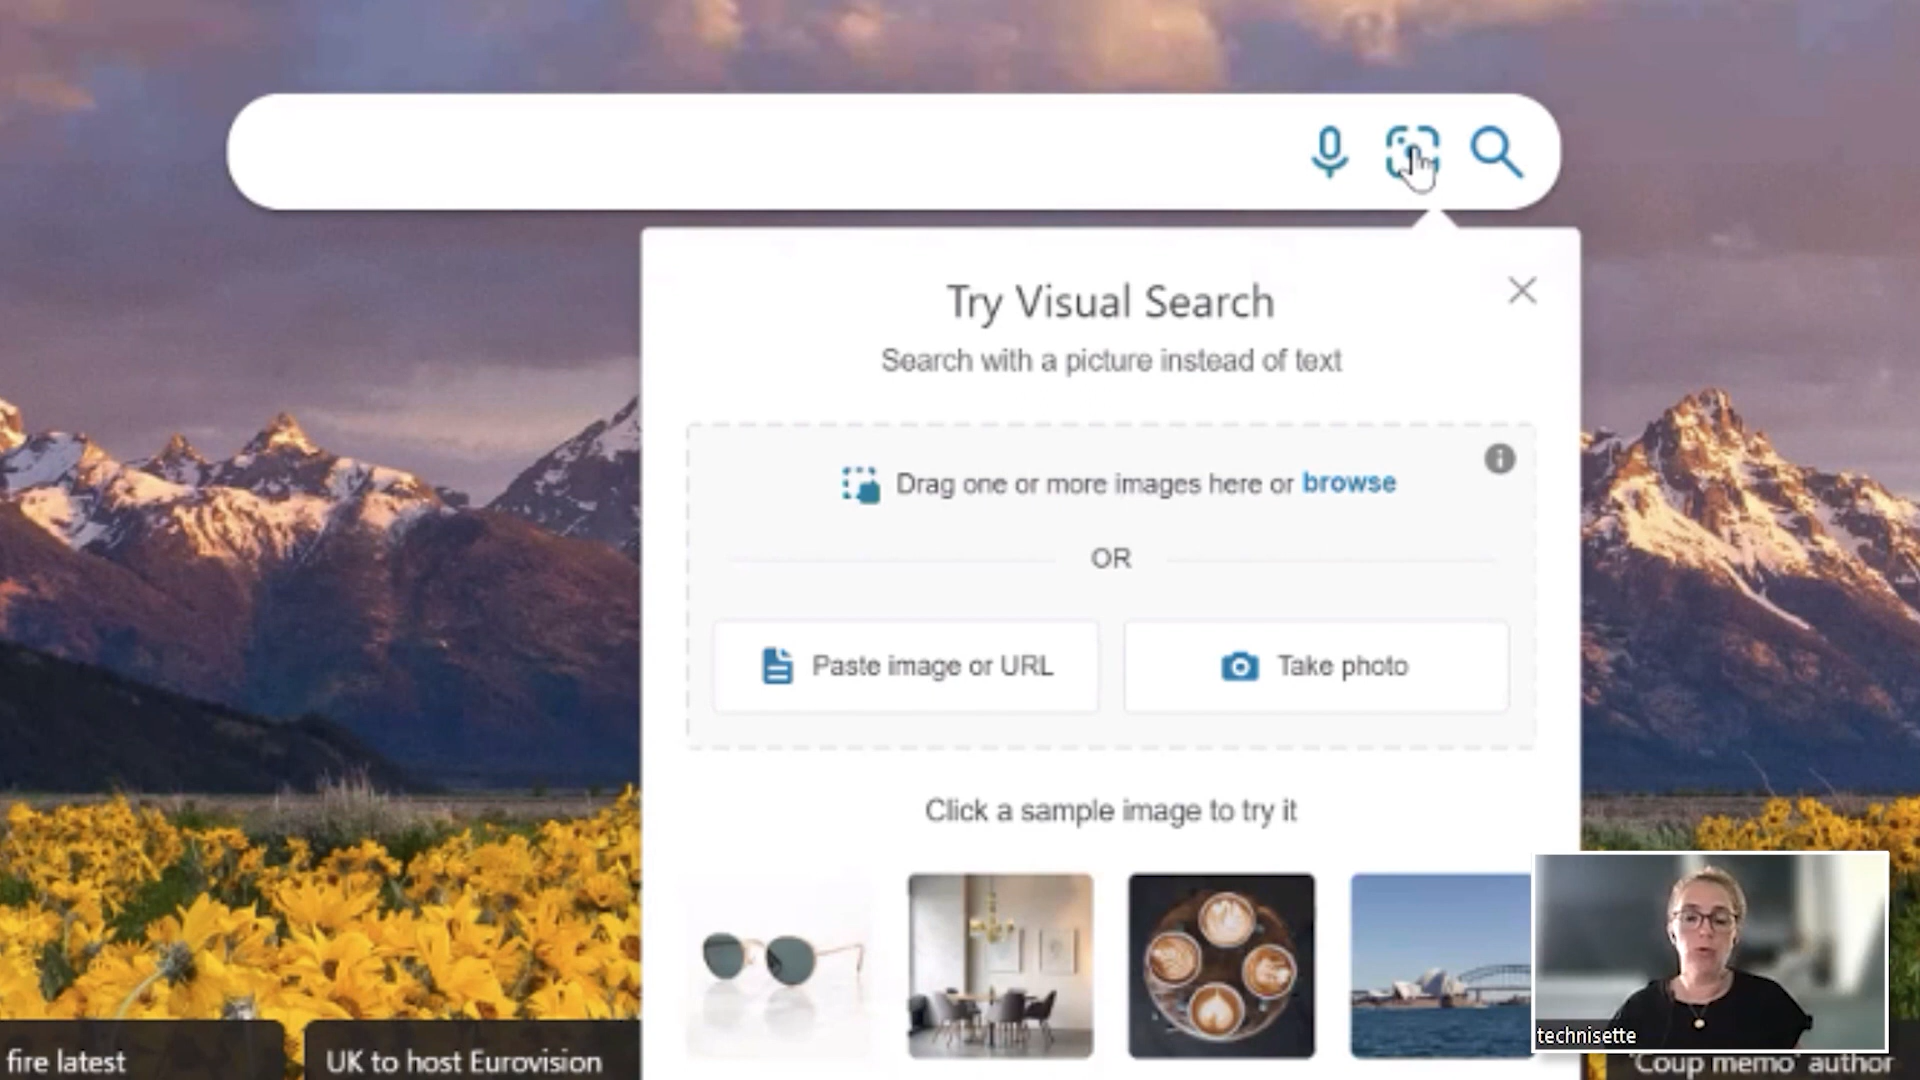 Try Visual Search
Search with a picture instead of text
Drag one or more images here or browse
OR
Paste image or URL
Take photo
Click a sample image to try it
technisette
fire latest
UK to host Eurovision
'Coup memo' author